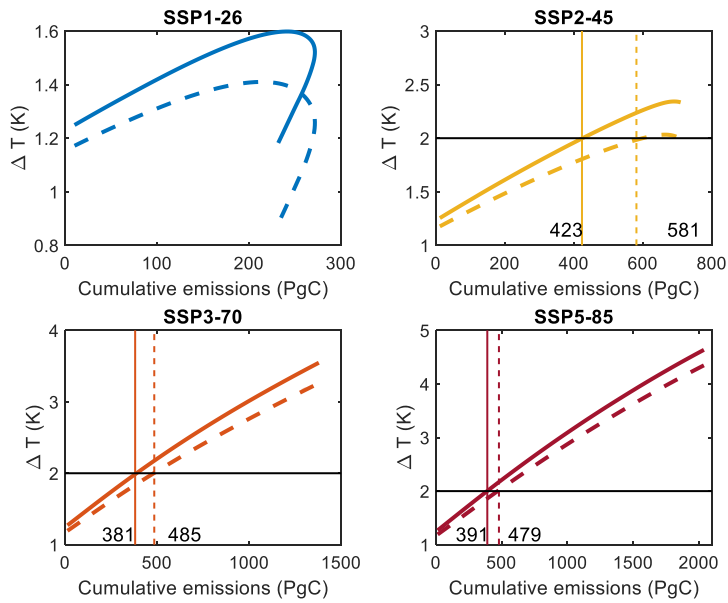 SSP1-26
1.6
1.4
1.2
1
0.8
Δ T (K)
0 100 200 300
Cumulative emissions (PgC)
SSP2-45
3
2.5
2
1.5
1
Δ T (K)
423 581
0 200 400 600 800
Cumulative emissions (PgC)
SSP3-70
4
3
2
1
Δ T (K)
381 485
0 500 1000 1500
Cumulative emissions (PgC)
SSP5-85
5
4
3
2
1
Δ T (K)
391 479
0 500 1000 1500 2000
Cumulative emissions (PgC)